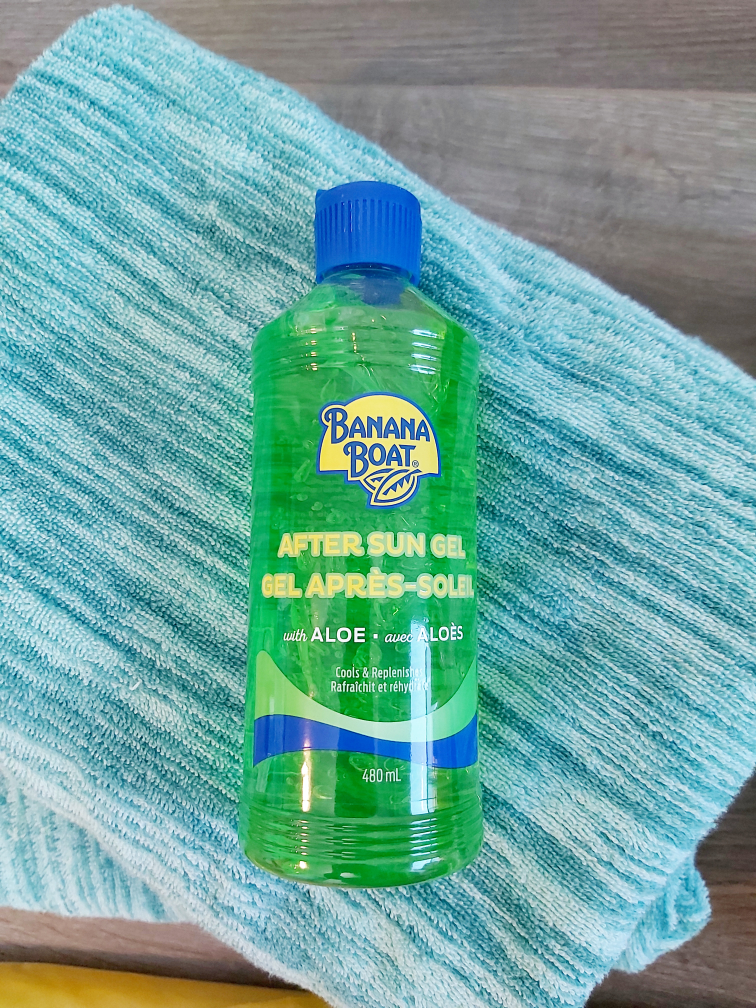 BANANA
BOAT®
AFTER SUN GEL
GEL APRÈS-SOLEIL
with ALOE • avec ALOÈS
Cools & Replenishes
Rafraîchit et réhydrate
480 mL